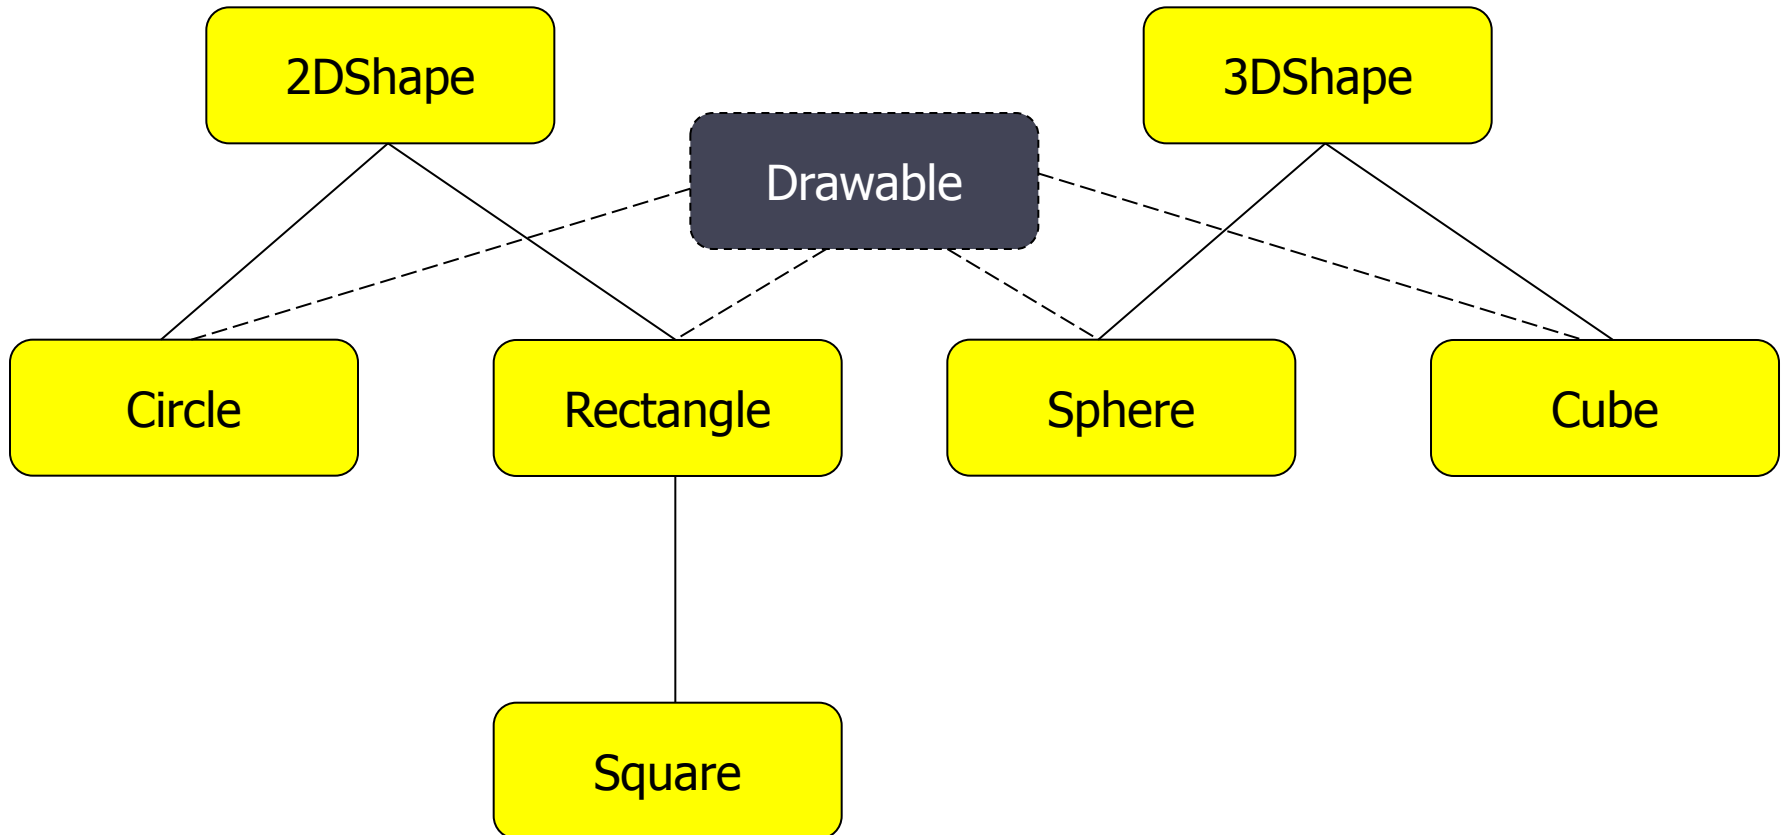 2DShape
3DShape
Drawable
Circle
Rectangle
Sphere
Cube
Square